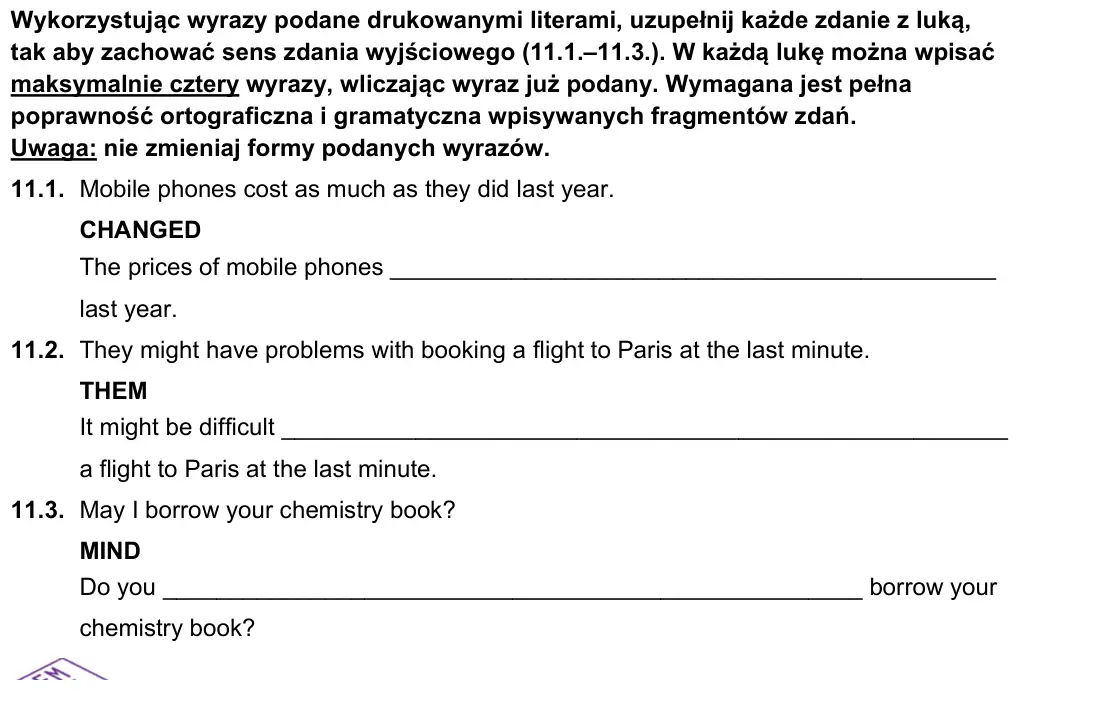 Wykorzystując wyrazy podane drukowanymi literami, uzupełnij każde zdanie z luką,
tak aby zachować sens zdania wyjściowego (11.1.–11.3.). W każdą lukę można wpisać
maksymalnie cztery wyrazy, wliczając wyraz już podany. Wymagana jest pełna
poprawność ortograficzna i gramatyczna wpisywanych fragmentów zdań.
Uwaga: nie zmieniaj formy podanych wyrazów.
11.1. Mobile phones cost as much as they did last year.
CHANGED
The prices of mobile phones ______________________________________________
last year.
11.2. They might have problems with booking a flight to Paris at the last minute.
THEM
It might be difficult ______________________________________________________
a flight to Paris at the last minute.
11.3. May I borrow your chemistry book?
MIND
Do you ____________________________________________________ borrow your
chemistry book?